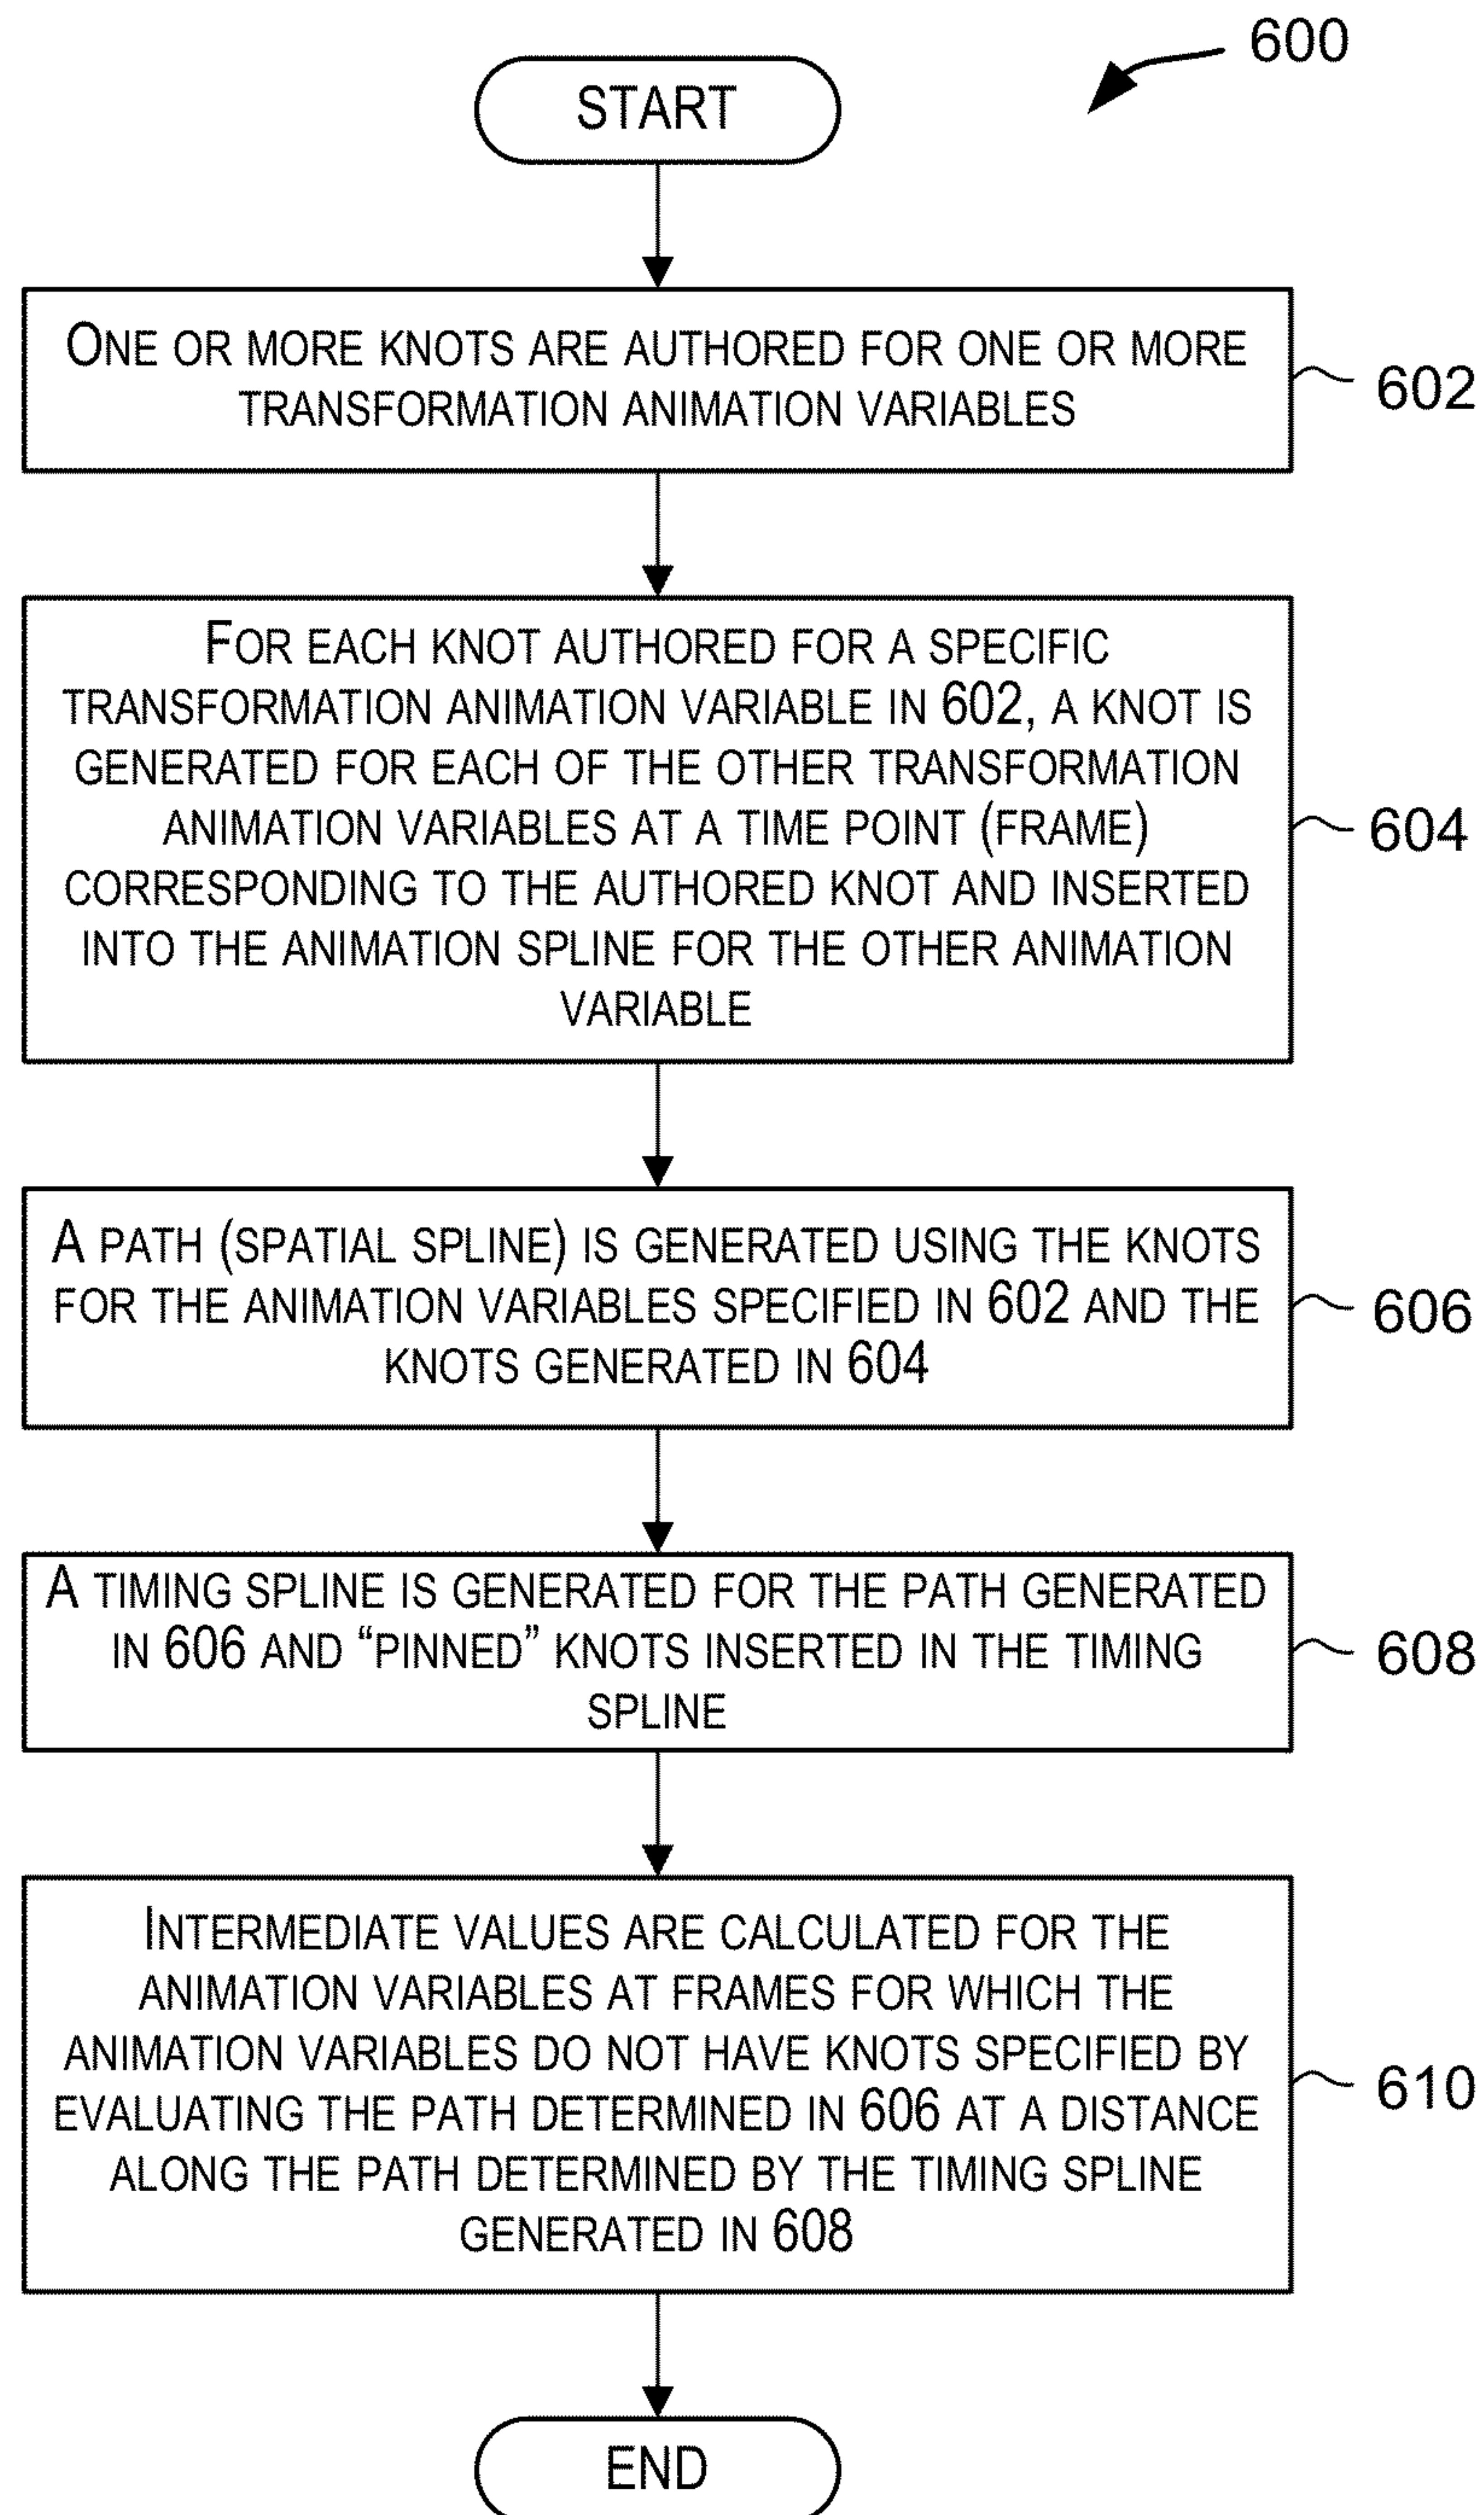 600
START
ONE OR MORE KNOTS ARE AUTHORED FOR ONE OR MORE
TRANSFORMATION ANIMATION VARIABLES
602
FOR EACH KNOT AUTHORED FOR A SPECIFIC
TRANSFORMATION ANIMATION VARIABLE IN 602, A KNOT IS
GENERATED FOR EACH OF THE OTHER TRANSFORMATION
ANIMATION VARIABLES AT A TIME POINT (FRAME)
CORRESPONDING TO THE AUTHORED KNOT AND INSERTED
INTO THE ANIMATION SPLINE FOR THE OTHER ANIMATION
VARIABLE
604
A PATH (SPATIAL SPLINE) IS GENERATED USING THE KNOTS
FOR THE ANIMATION VARIABLES SPECIFIED IN 602 AND THE
KNOTS GENERATED IN 604
606
A TIMING SPLINE IS GENERATED FOR THE PATH GENERATED
IN 606 AND “PINNED” KNOTS INSERTED IN THE TIMING
SPLINE
608
INTERMEDIATE VALUES ARE CALCULATED FOR THE
ANIMATION VARIABLES AT FRAMES FOR WHICH THE
ANIMATION VARIABLES DO NOT HAVE KNOTS SPECIFIED BY
EVALUATING THE PATH DETERMINED IN 606 AT A DISTANCE
ALONG THE PATH DETERMINED BY THE TIMING SPLINE
GENERATED IN 608
610
END